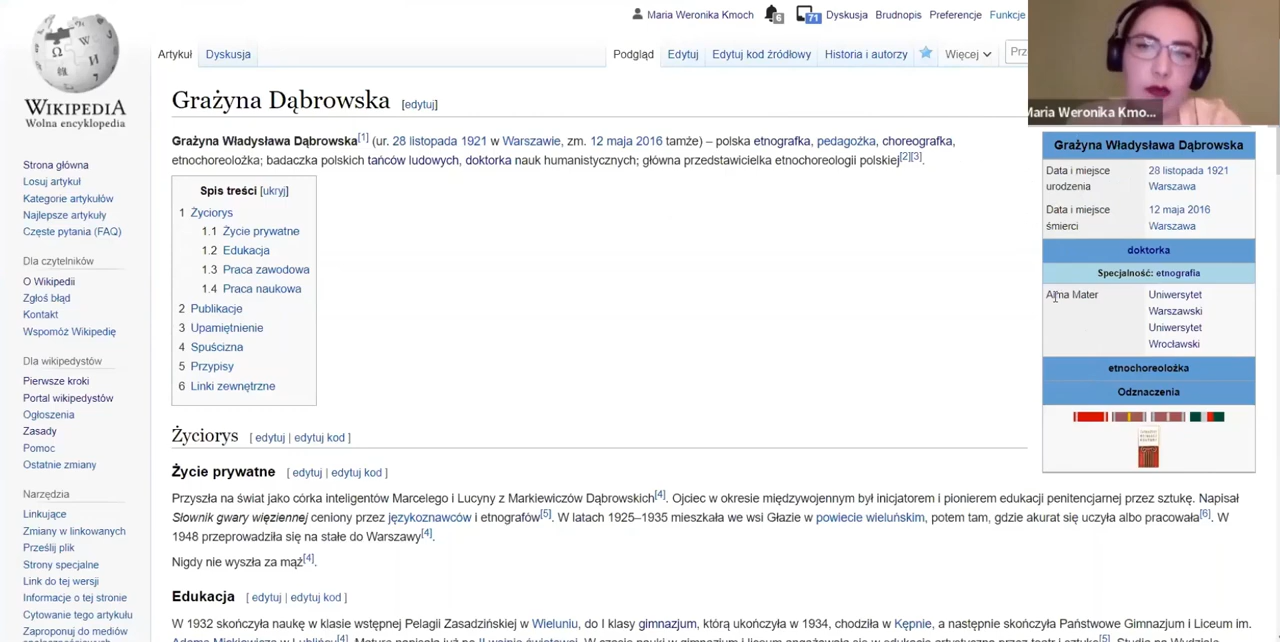 Maria Weronika Kmoch 6 71 Dyskusja Brudnopis Preferencje Funkcje
WIKIPEDIA
Wolna encyklopedia
Artykuł Dyskusja Podgląd Edytuj Edytuj kod źródłowy Historia i autorzy Więcej
Maria Weronika Kmo...
Strona główna
Losuj artykuł
Kategorie artykułów
Najlepsze artykuły
Częste pytania (FAQ)
Dla czytelników
O Wikipedii
Zgłoś błąd
Kontakt
Wspomóż Wikipedię
Dla wikipedystów
Pierwsze kroki
Portal wikipedystów
Ogłoszenia
Zasady
Pomoc
Ostatnie zmiany
Narzędzia
Linkujące
Zmiany w linkowanych
Prześlij plik
Strony specjalne
Link do tej wersji
Informacje o tej stronie
Cytowanie tego artykułu
Zaproponuj do mediów
Grażyna Dąbrowska [edytuj]
Grażyna Władysława Dąbrowska[1] (ur. 28 listopada 1921 w Warszawie, zm. 12 maja 2016 tamże) – polska etnografka, pedagożka, choreografka,
etnochoreolożka; badaczka polskich tańców ludowych, doktorka nauk humanistycznych; główna przedstawicielka etnochoreologii polskiej[2][3].
Spis treści [ukryj]
1 Życiorys
1.1 Życie prywatne
1.2 Edukacja
1.3 Praca zawodowa
1.4 Praca naukowa
2 Publikacje
3 Upamiętnienie
4 Spuścizna
5 Przypisy
6 Linki zewnętrzne
Grażyna Władysława Dąbrowska
Data i miejsce 28 listopada 1921
urodzenia Warszawa
Data i miejsce 12 maja 2016
śmierci Warszawa
doktorka
Specjalność: etnografia
Alma Mater Uniwersytet
Warszawski
Uniwersytet
Wrocławski
etnochoreolożka
Odznaczenia
Życiorys [ edytuj | edytuj kod ]
Życie prywatne [ edytuj | edytuj kod ]
Przyszła na świat jako córka inteligentów Marcelego i Lucyny z Markiewiczów Dąbrowskich[4]. Ojciec w okresie międzywojennym był inicjatorem i pionierem edukacji penitencjarnej przez sztukę. Napisał
Słownik gwary więziennej ceniony przez językoznawców i etnografów[5]. W latach 1925–1935 mieszkała we wsi Głazie w powiecie wieluńskim, potem tam, gdzie akurat się uczyła albo pracowała[6]. W
1948 przeprowadziła się na stałe do Warszawy[4].
Nigdy nie wyszła za mąż[4].
Edukacja [ edytuj | edytuj kod ]
W 1932 skończyła naukę w klasie wstępnej Pelagii Zasadzińskiej w Wieluniu, do I klasy gimnazjum, którą ukończyła w 1934, chodziła w Kępnie, a następnie skończyła Państwowe Gimnazjum i Liceum im.